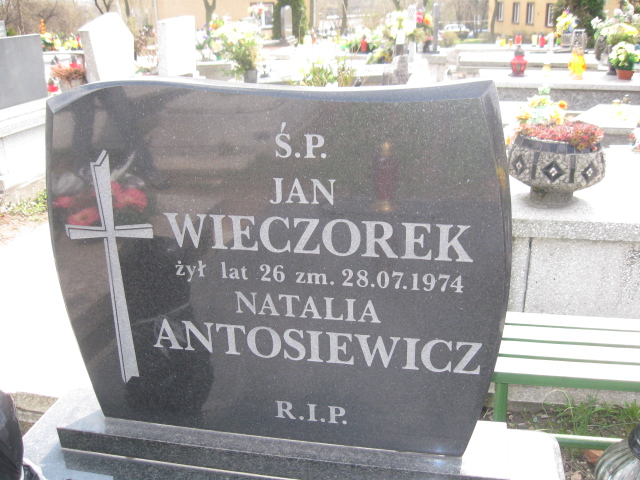 Ś.P.
JAN
WIECZOREK
żył lat 26 zm. 28.07.1974
NATALIA
ANTOSIEWICZ
R.I.P.